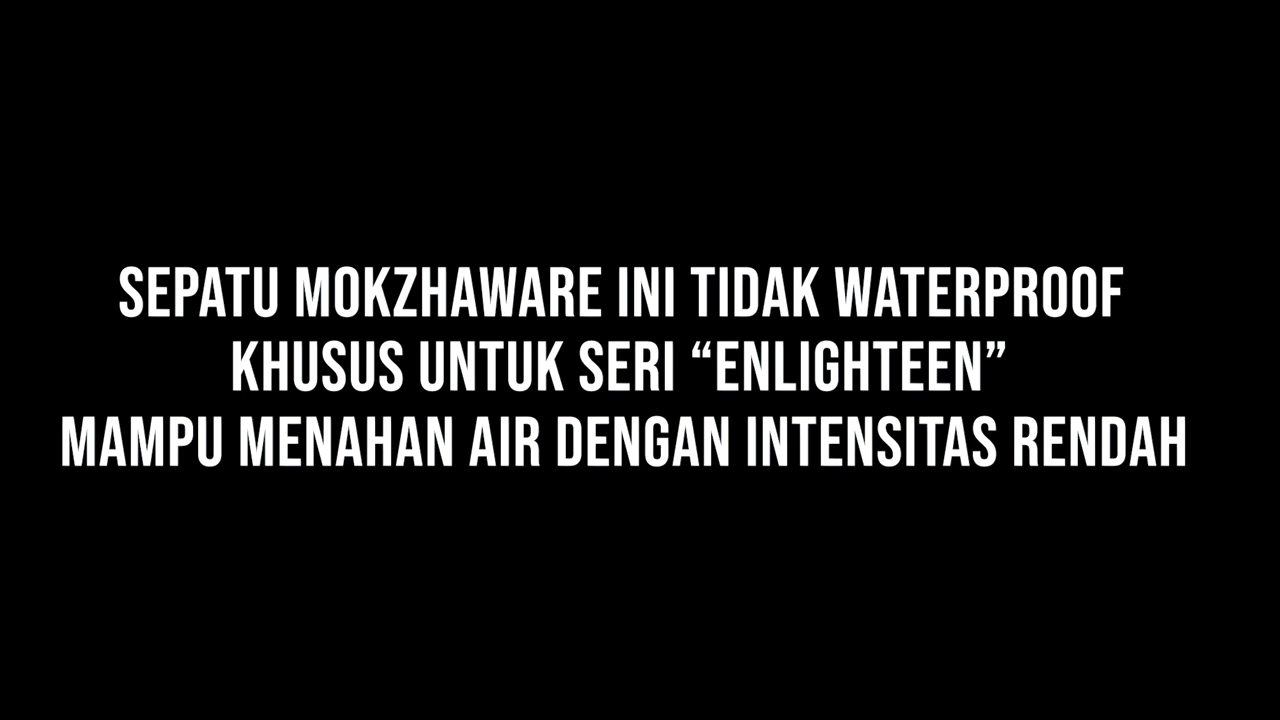 SEPATU MOKZHAWARE INI TIDAK WATERPROOF
KHUSUS UNTUK SERI “ENLIGHTEEN”
MAMPU MENAHAN AIR DENGAN INTENSITAS RENDAH